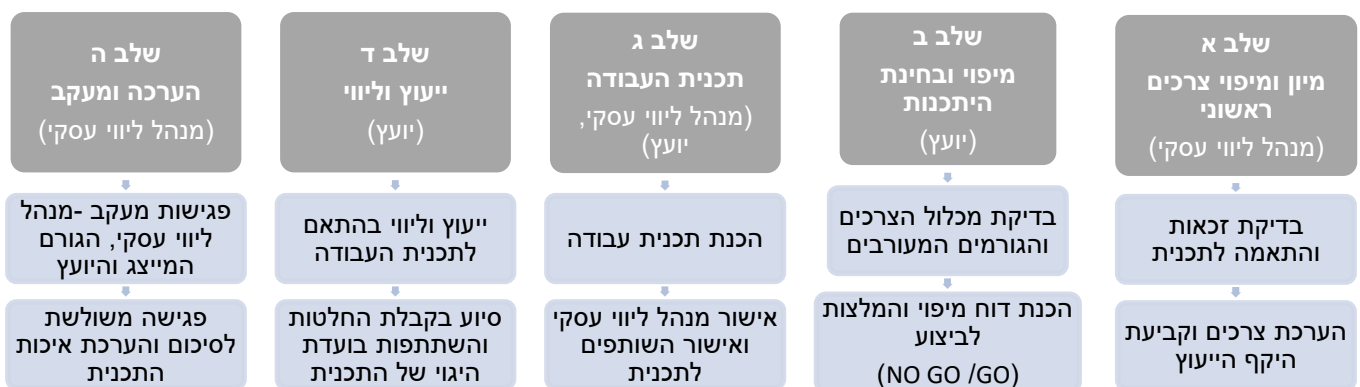 שלב א
מיון ומיפוי צרכים
ראשוני
(מנהל ליווי עסקי)
בדיקת זכאות
והתאמה לתכנית
הערכת צרכים וקביעת
היקף הייעוץ
שלב ב
מיפוי ובחינת
היתכנות
(יועץ)
בדיקת מכלול הצרכים
והגורמים המעורבים
הכנת דוח מיפוי והמלצות
לביצוע
(NO GO /GO)
שלב ג
תכנית העבודה
(מנהל ליווי עסקי,
יועץ)
הכנת תכנית עבודה
אישור מנהל ליווי עסקי
ואישור השותפים
לתכנית
שלב ד
ייעוץ וליווי
(יועץ)
ייעוץ וליווי בהתאם
לתכנית העבודה
סיוע בקבלת החלטות
והשתתפות בועדת
היגוי של התכנית
שלב ה
הערכה ומעקב
(מנהל ליווי עסקי)
פגישות מעקב -מנהל
ליווי עסקי, הגורם
המייצג והיועץ
פגישה משולשת
לסיכום והערכת איכות
התכנית